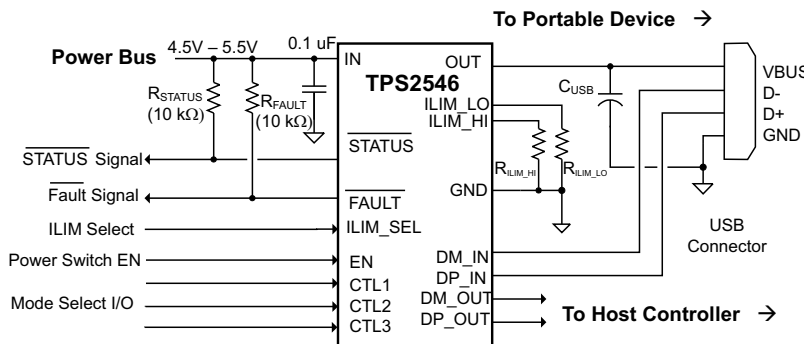 To Portable Device →
Power Bus
4.5V – 5.5V
0.1 uF
IN
TPS2546
OUT
VBUS
D-
D+
GND
RSTATUS
(10 kΩ)
RFAULT
(10 kΩ)
CUSB
ILIM_LO
ILIM_HI
STATUS
RILIM_HI
RILIM_LO
STATUS Signal
Fault Signal
FAULT
GND
ILIM Select
ILIM_SEL
USB
Connector
Power Switch EN
EN
DM_IN
DP_IN
CTL1
Mode Select I/O
CTL2
CTL3
DM_OUT
DP_OUT
To Host Controller →